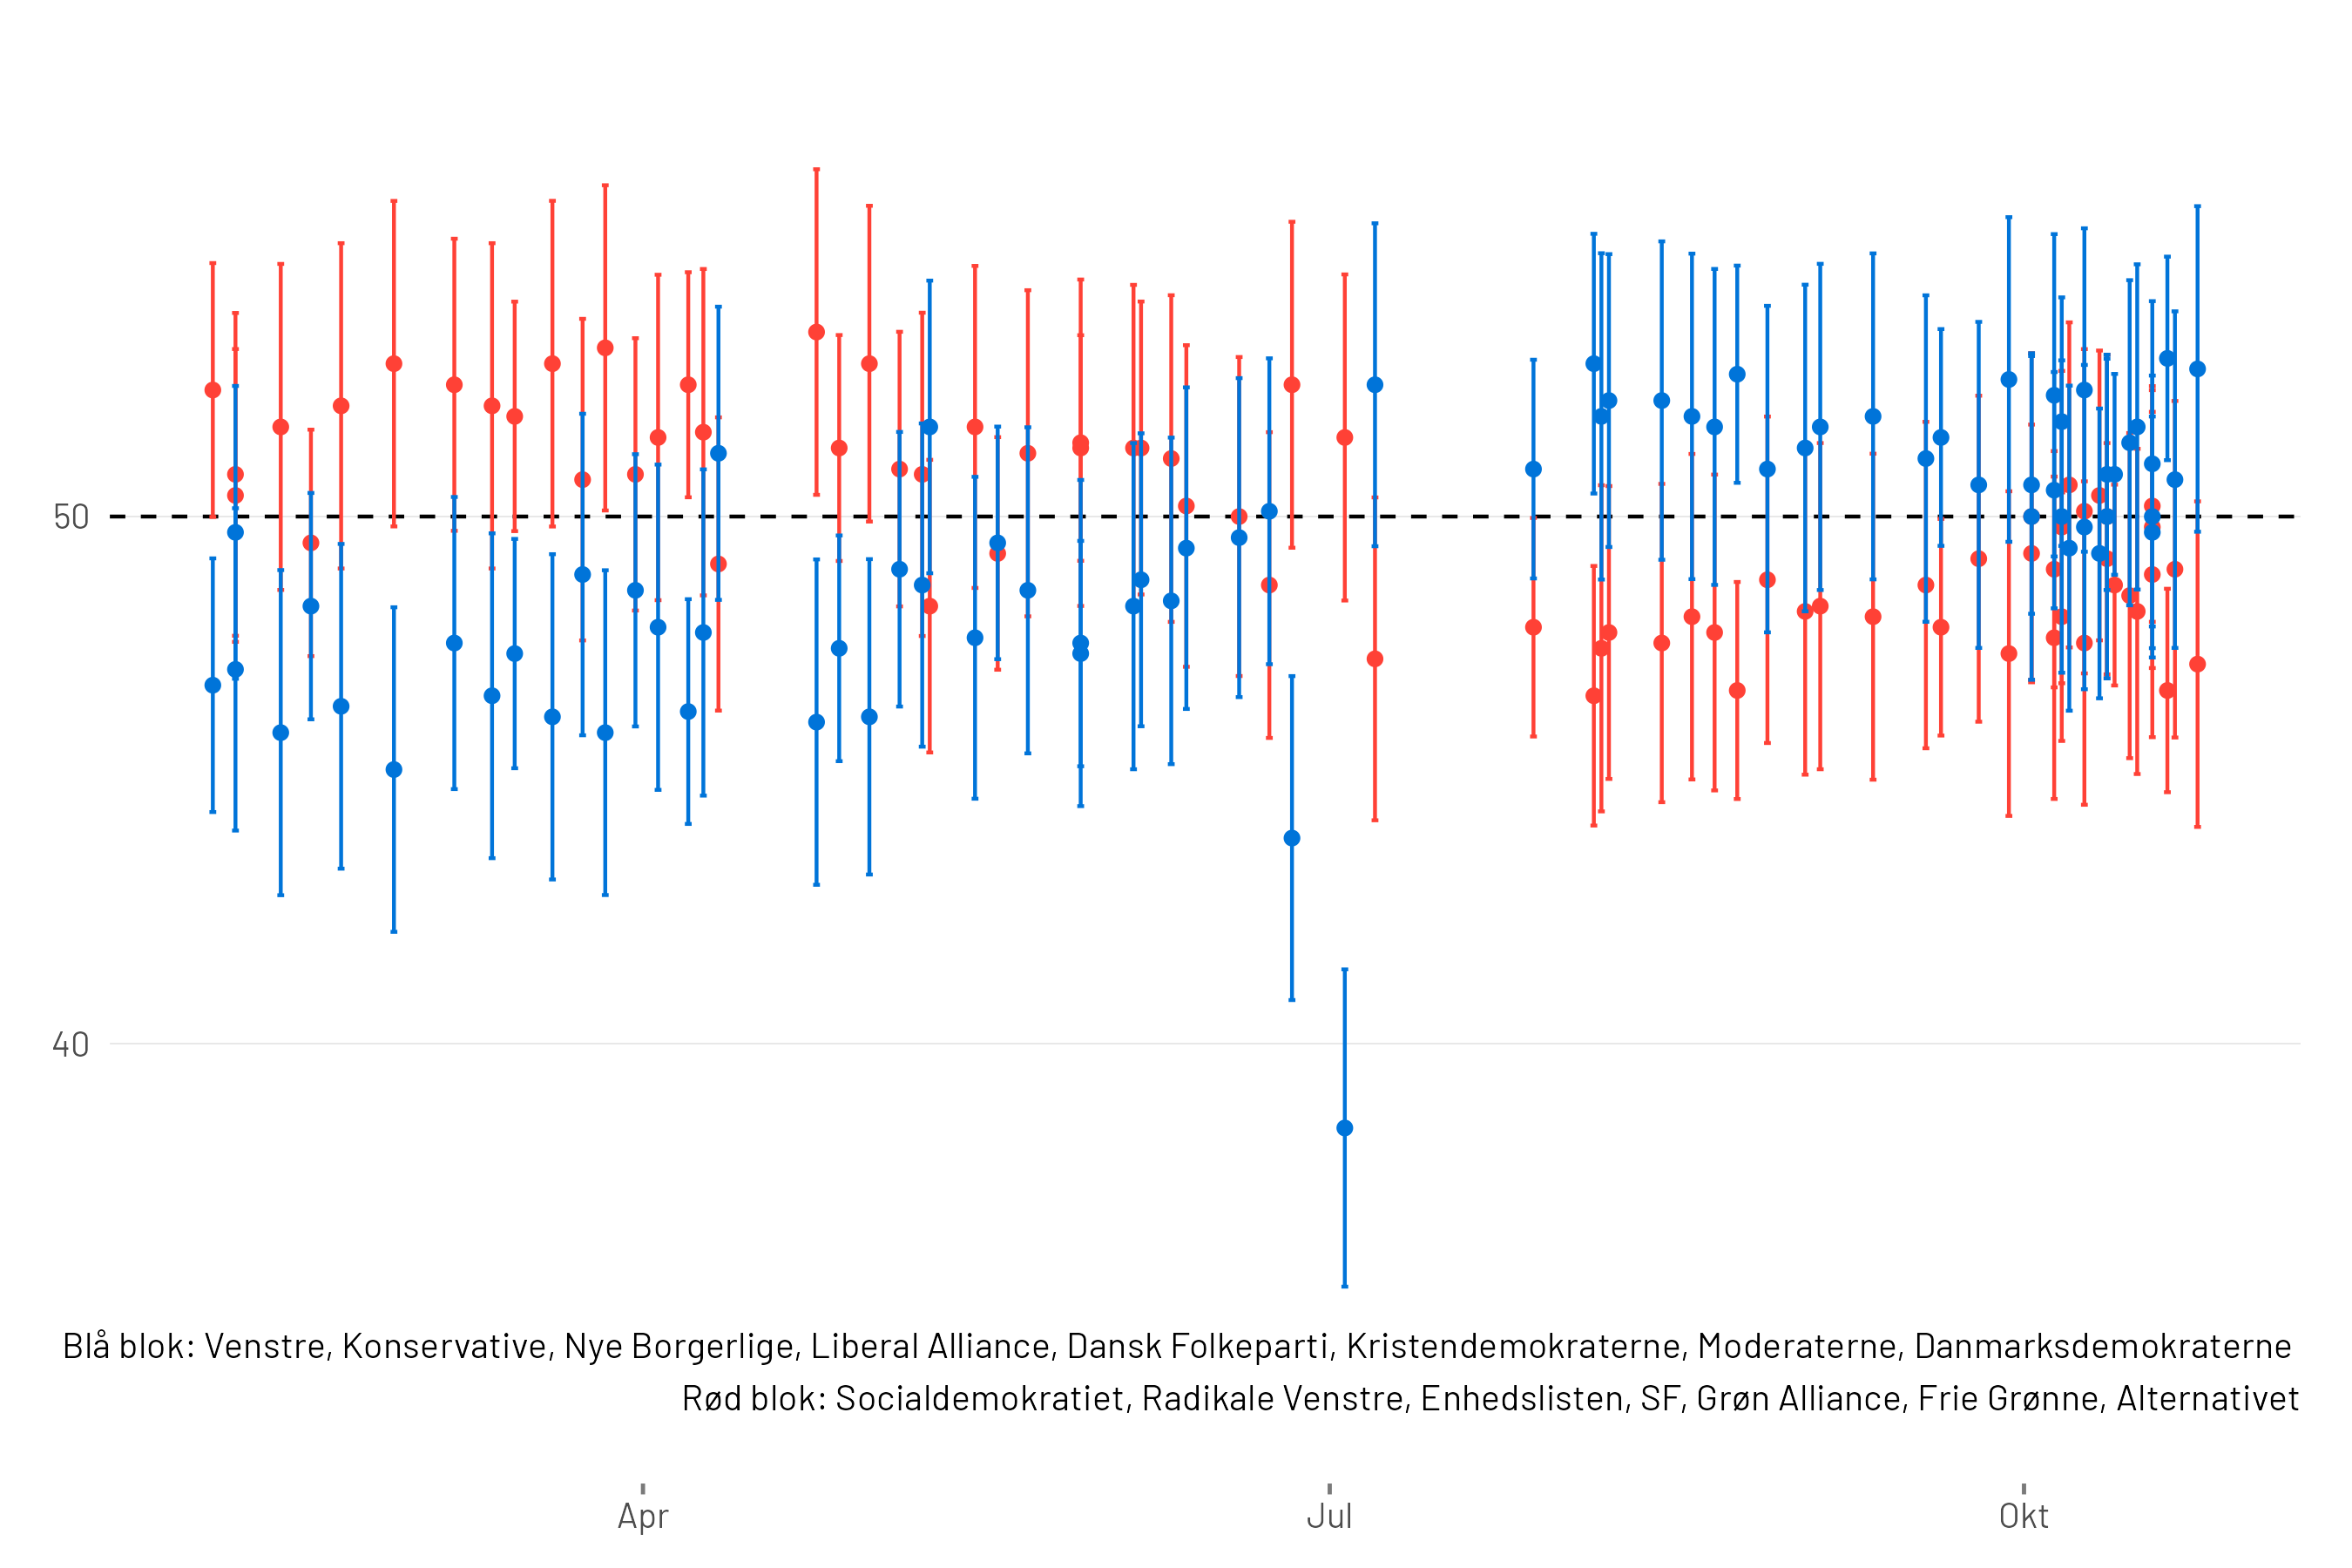 50
40
Blå blok: Venstre, Konservative, Nye Borgerlige, Liberal Alliance, Dansk Folkeparti, Kristendemokraterne, Moderaterne, Danmarksdemokraterne
Rød blok: Socialdemokratiet, Radikale Venstre, Enhedslisten, SF, Grøn Alliance, Frie Grønne, Alternativet
Apr Jul Okt